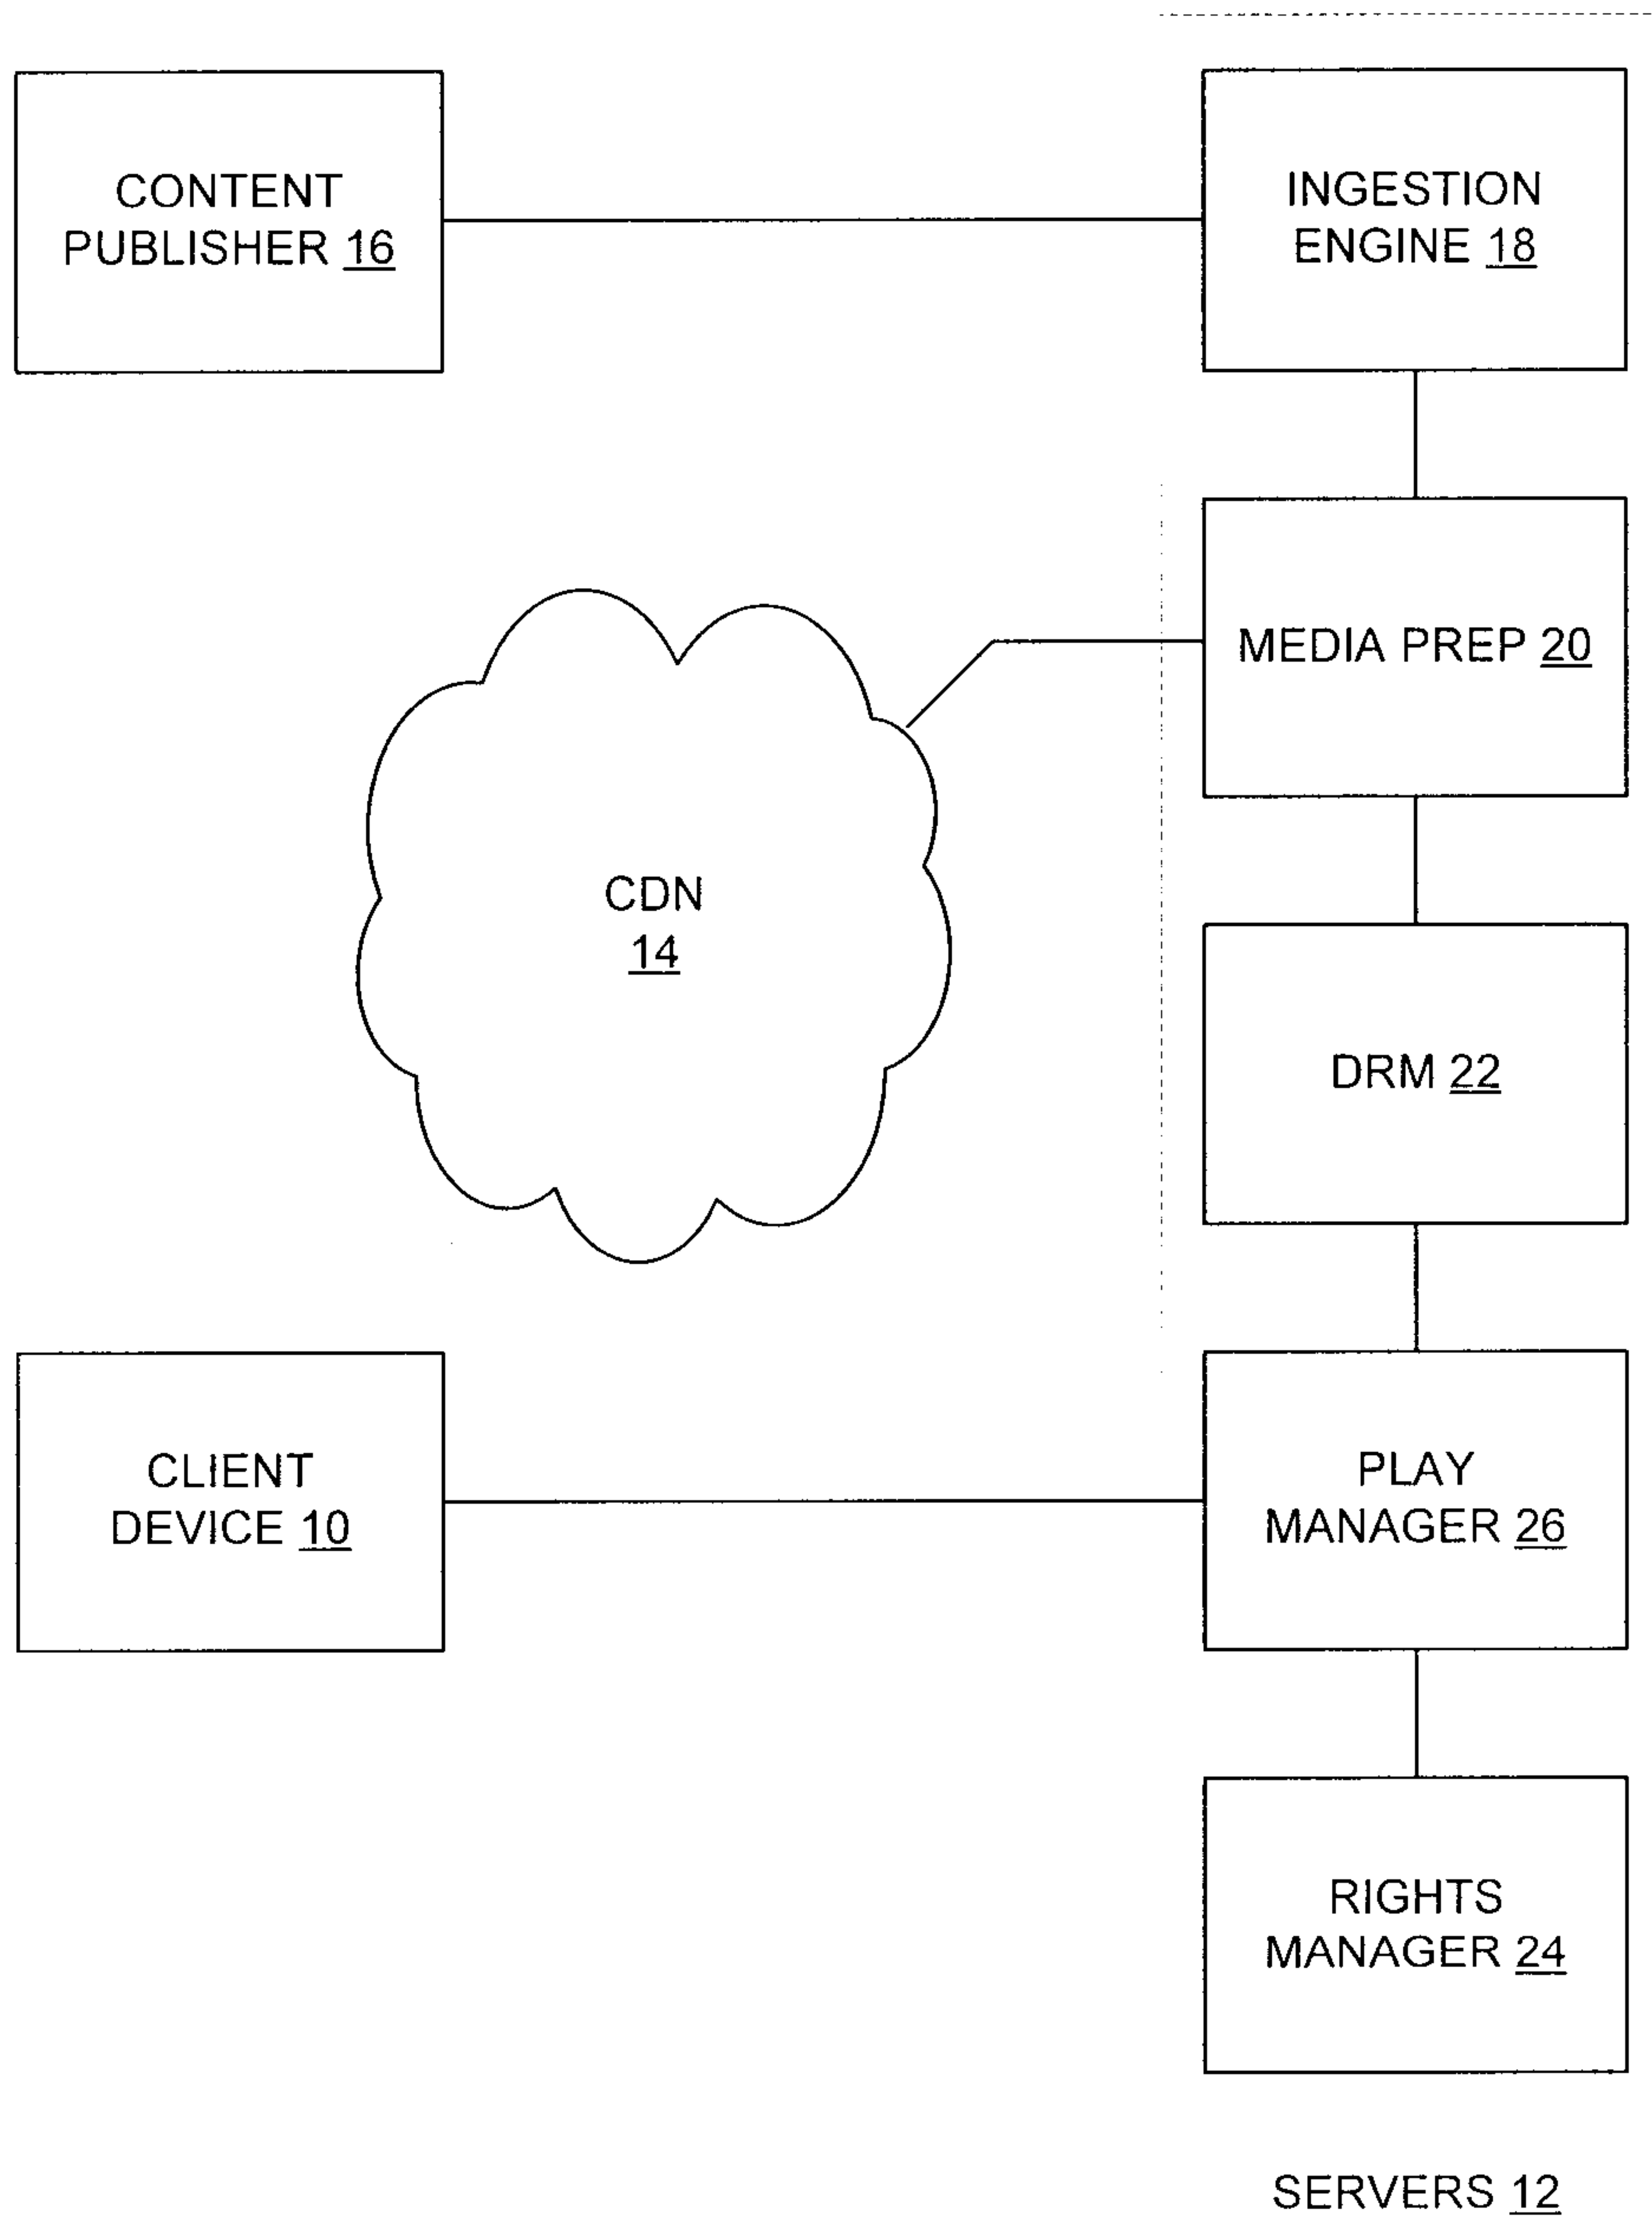 CONTENT
PUBLISHER 16
INGESTION
ENGINE 18
MEDIA PREP 20
CDN
14
DRM 22
CLIENT
DEVICE 10
PLAY
MANAGER 26
RIGHTS
MANAGER 24
SERVERS 12